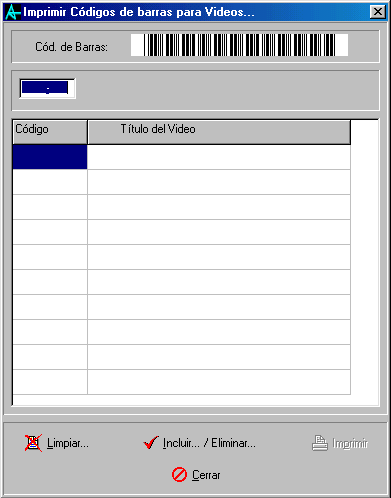 Imprimir Códigos de barras para Videos...
Cód. de Barras:
Código Título del Video
Limpiar... Incluir... / Eliminar... Imprimir
Cerrar